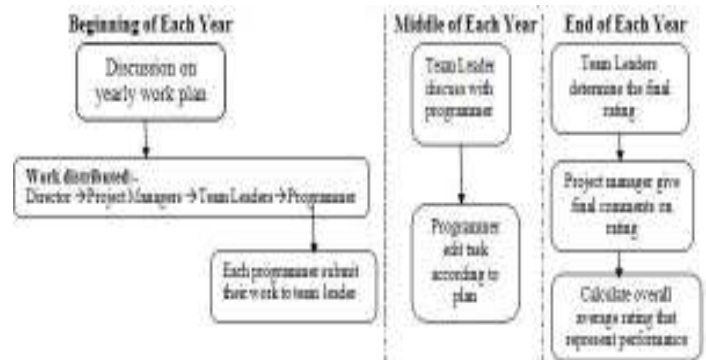 Beginning of Each Year
Discussion on
yearly work plan
Work distributed:-
Director →Project Managers →Team Leaders →Programmer
Each programmer submit
their work to team leader
Middle of Each Year
Team Leader
discuss with
programmer
Programmer
edit task
according to
plan
End of Each Year
Team Leaders
determine the final
rating
Project manager give
final comments on
rating
Calculate overall
average rating that
represent performance